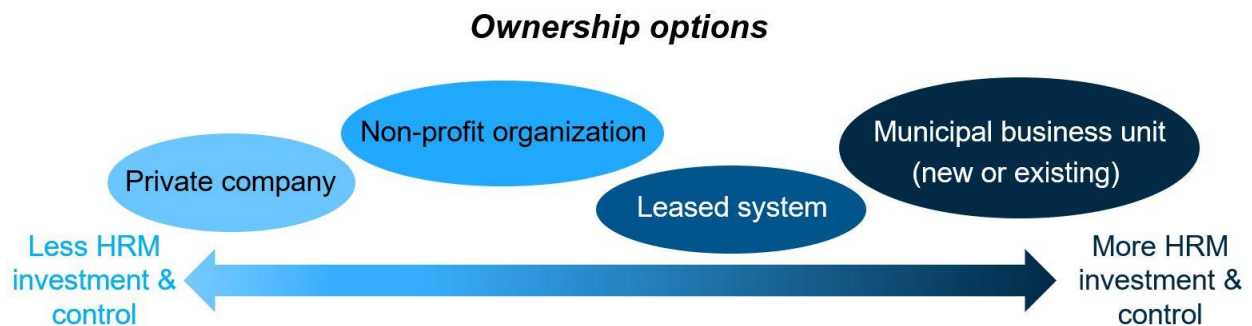 Ownership options
Non-profit organization
Municipal business unit
(new or existing)
Private company
Leased system
Less HRM
investment &
control
More HRM
investment &
control